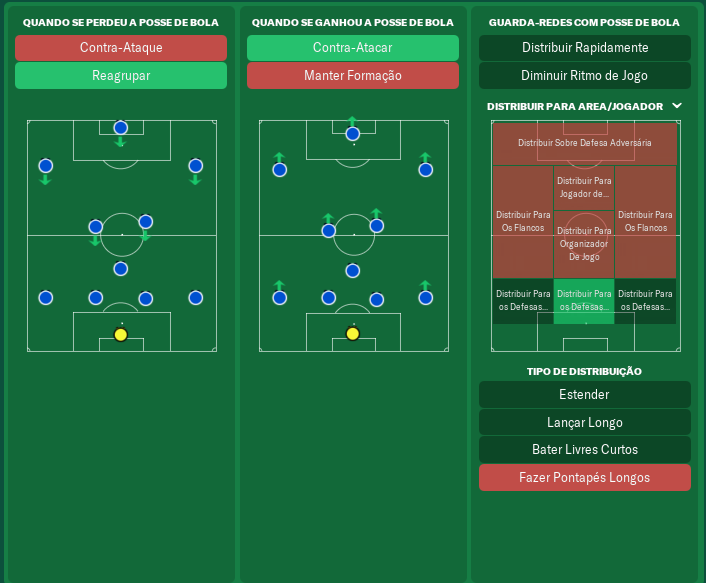 QUANDO SE PERDEU A POSSE DE BOLA
Contra-Ataque
Reagrupar
QUANDO SE GANHOU A POSSE DE BOLA
Contra-Atacar
Manter Formação
GUARDA-REDES COM POSSE DE BOLA
Distribuir Rapidamente
Diminuir Ritmo de Jogo
DISTRIBUIR PARA AREA/JOGADOR
Distribuir Sobre Defesa Adversária
Distribuir Para
Jogador de...
Distribuir Para
Os Flancos
Distribuir Para
Organizador
De Jogo
Distribuir Para
Os Flancos
Distribuir Para
os Defesas...
Distribuir Para
os Defesas...
Distribuir Para
os Defesas...
TIPO DE DISTRIBUIÇÃO
Estender
Lançar Longo
Bater Livres Curtos
Fazer Pontapés Longos